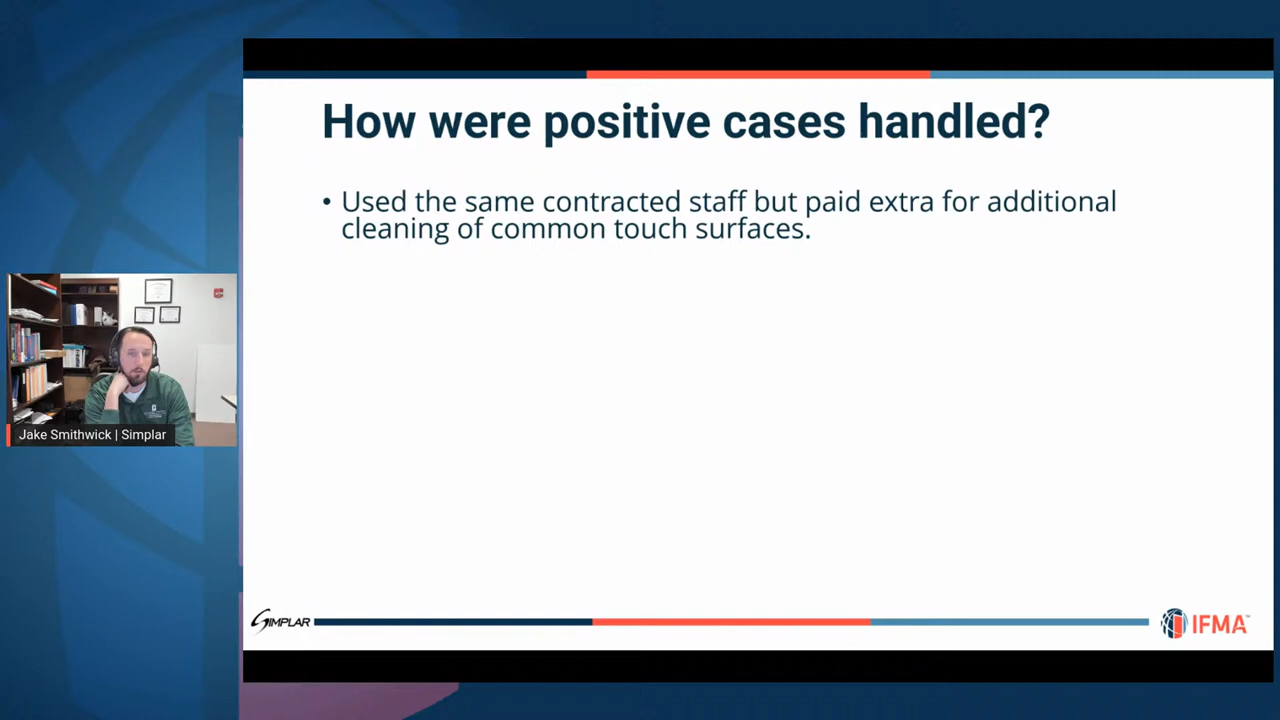 How were positive cases handled?
• Used the same contracted staff but paid extra for additional
cleaning of common touch surfaces.
Jake Smithwick | Simplar
SIMPLAR
IFMA™